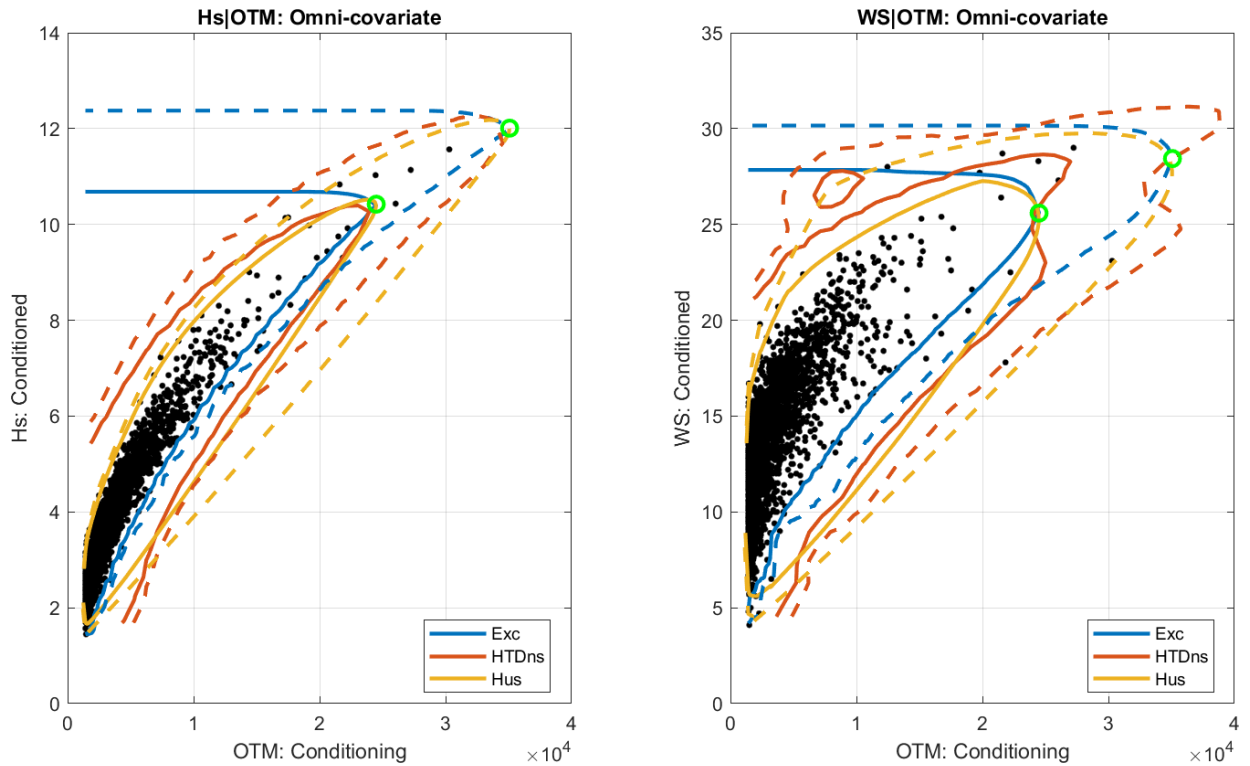 Hs|OTM: Omni-covariate
14
12
10
8
6
4
2
0
Hs: Conditioned
0 1 2 3 4
OTM: Conditioning
×10^4
Exc
HTDns
Hus
WS|OTM: Omni-covariate
35
30
25
20
15
10
5
0
WS: Conditioned
0 1 2 3 4
OTM: Conditioning
×10^4
Exc
HTDns
Hus